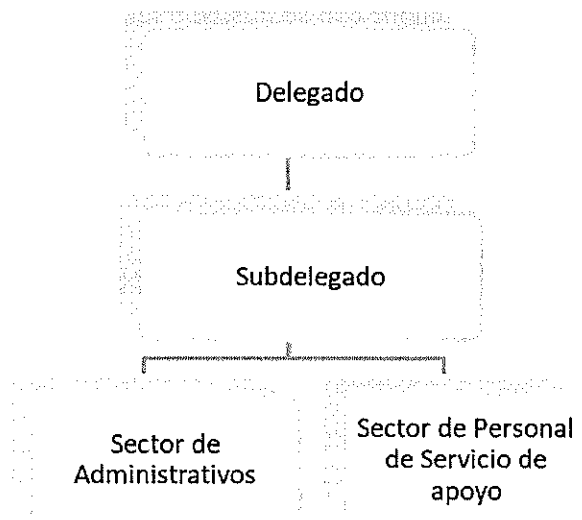 Delegado
Subdelegado
Sector de
Administrativos
Sector de Personal
de Servicio de
apoyo